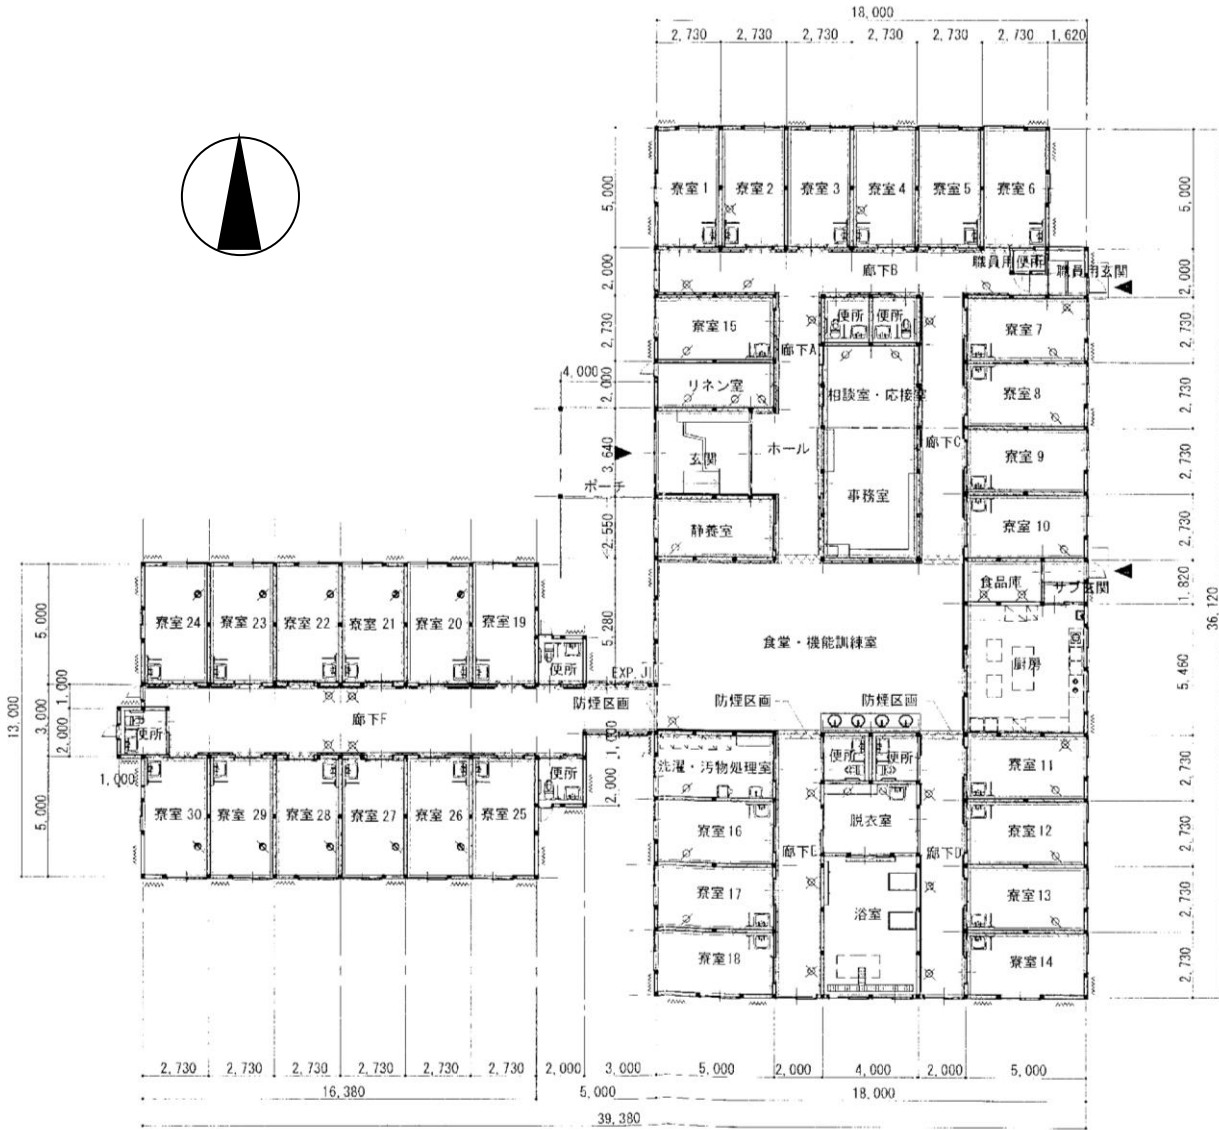 18,000
2,730 2,730 2,730 2,730 2,730 2,730 1,620
寮室1 寮室2 寮室3 寮室4 寮室5 寮室6
5,000 5,000
廊下B 職員用便所 職員用玄関
2,000 2,000
寮室15 便所 便所 寮室7
2,730 2,730
廊下A
4,000
リネン室 相談室・応接室 寮室8
2,000 2,730
玄関 ホール 廊下C 寮室9
3,640 2,730
ポーチ
静養室 事務室 寮室10
2,550 2,730
食品庫 サブ玄関
1,820
36,120
寮室24 寮室23 寮室22 寮室21 寮室20 寮室19
5,000 5,280
便所 EXP.J
食堂・機能訓練室 厨房
5,460
防煙区画 防煙区画 防煙区画
13,000 3,000 1,000 2,000
廊下F
便所
1,000
1,000
2,000
便所
寮室30 寮室29 寮室28 寮室27 寮室26 寮室25
5,000
洗濯・汚物処理室 便所 便所 寮室11
2,730
寮室16 脱衣室 寮室12
2,730
廊下E 廊下D
寮室17 浴室 寮室13
2,730
寮室18 寮室14
2,730
2,730 2,730 2,730 2,730 2,730 2,730 2,000 3,000 5,000 2,000 4,000 2,000 5,000
16,380 5,000 18,000
39,380